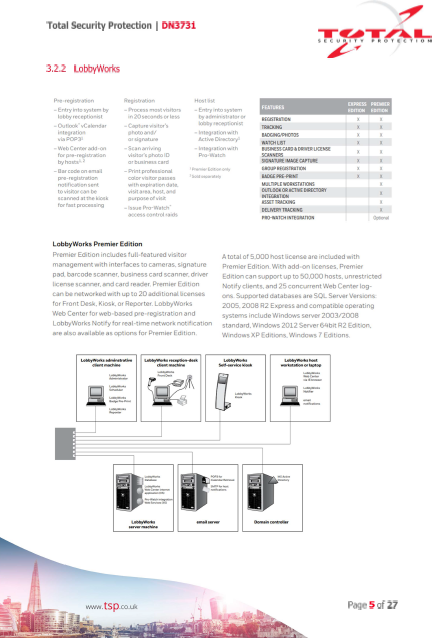 Total Security Protection | DN3731
TOTAL
SECURITY PROTECTION
3.2.2 LobbyWorks
Pre-registration
– Entry into system by
lobby receptionist
– Outlook® vCalendar
integration
via POP3²
– Web Center add-on
for pre-registration
by hosts¹· ²
– Bar code on email
pre-registration
notification sent
to visitor can be
scanned at the kiosk
for fast processing
Registration
– Process most visitors
in 20 seconds or less
– Capture visitor's
photo and/
or signature
– Scan arriving
visitor's photo ID
or business card
– Print professional
color visitor passes
with expiration date,
visit area, host, and
purpose of visit
– Issue Pro-Watch®
access control raids
Host list
– Entry into system
by administrator or
lobby receptionist
– Integration with
Active Directory²
– Integration with
Pro-Watch
¹ Premier Edition only
² Sold separately
FEATURES EXPRESS EDITION PREMIER EDITION
REGISTRATION X X
TRACKING X X
BADGING/PHOTOS X X
WATCH LIST X X
BUSINESS CARD & DRIVER LICENSE
SCANNERS X X
SIGNATURE IMAGE CAPTURE X X
GROUP REGISTRATION X X
BADGE PRE-PRINT X X
MULTIPLE WORKSTATIONS X
OUTLOOK OR ACTIVE DIRECTORY
INTEGRATION X
ASSET TRACKING X
DELIVERY TRACKING X
PRO-WATCH INTEGRATION Optional
LobbyWorks Premier Edition
Premier Edition includes full-featured visitor
management with interfaces to cameras, signature
pad, barcode scanner, business card scanner, driver
license scanner, and card reader. Premier Edition
can be networked with up to 20 additional licenses
for Front Desk, Kiosk, or Reporter. LobbyWorks
Web Center for web-based pre-registration and
LobbyWorks Notify for real-time network notification
are also available as options for Premier Edition.
A total of 5,000 host license are included with
Premier Edition. With add-on licenses, Premier
Edition can support up to 50,000 hosts, unrestricted
Notify clients, and 25 concurrent Web Center log-
ons. Supported databases are SQL Server Versions:
2005, 2008 R2 Express and compatible operating
systems include Windows server 2003/2008
standard, Windows 2012 Server 64bit R2 Edition,
Windows XP Editions, Windows 7 Editions.
LobbyWorks administrative
client machine
LobbyWorks
Administrator
LobbyWorks
Scheduler
LobbyWorks
Badge Pre-Print
LobbyWorks
Reporter
LobbyWorks reception-desk
client machine
LobbyWorks
Front Desk
LobbyWorks
Self-service kiosk
LobbyWorks
Kiosk
LobbyWorks host
workstation or laptop
LobbyWorks
Web Center
via IE browser
LobbyWorks
Notifier
email
notifications
LobbyWorks
Database
LobbyWorks
Web Center internet
application (IIS)
Pro-Watch Integration
Web Services (IIS)
LobbyWorks
server machine
POP3 for
Calendar Retrieval
SMTP for host
notifications
email server
MS Active
Directory
Domain controller
www.tsp.co.uk
Page 5 of 27